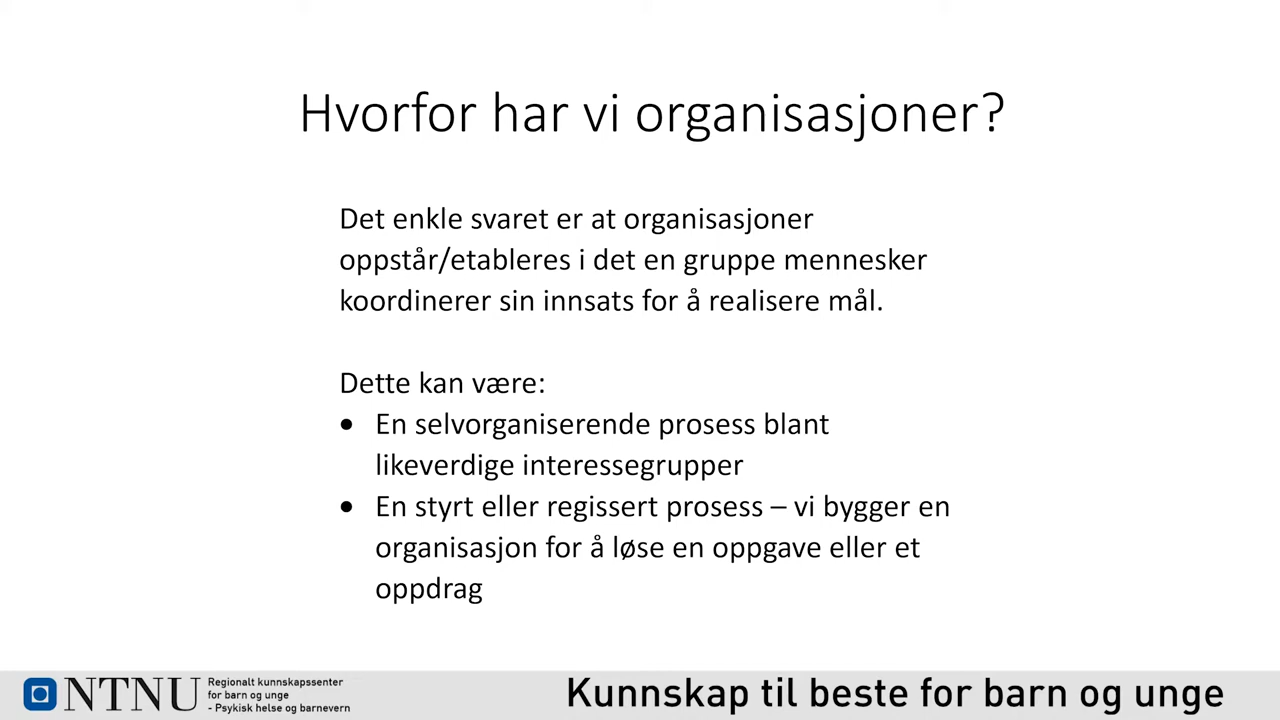 Hvorfor har vi organisasjoner?
Det enkle svaret er at organisasjoner
oppstår/etableres i det en gruppe mennesker
koordinerer sin innsats for å realisere mål.
Dette kan være:
• En selvorganiserende prosess blant
likeverdige interessegrupper
• En styrt eller regissert prosess – vi bygger en
organisasjon for å løse en oppgave eller et
oppdrag
NTNU
Regionalt kunnskapssenter
for barn og unge
- Psykisk helse og barnevern
Kunnskap til beste for barn og unge